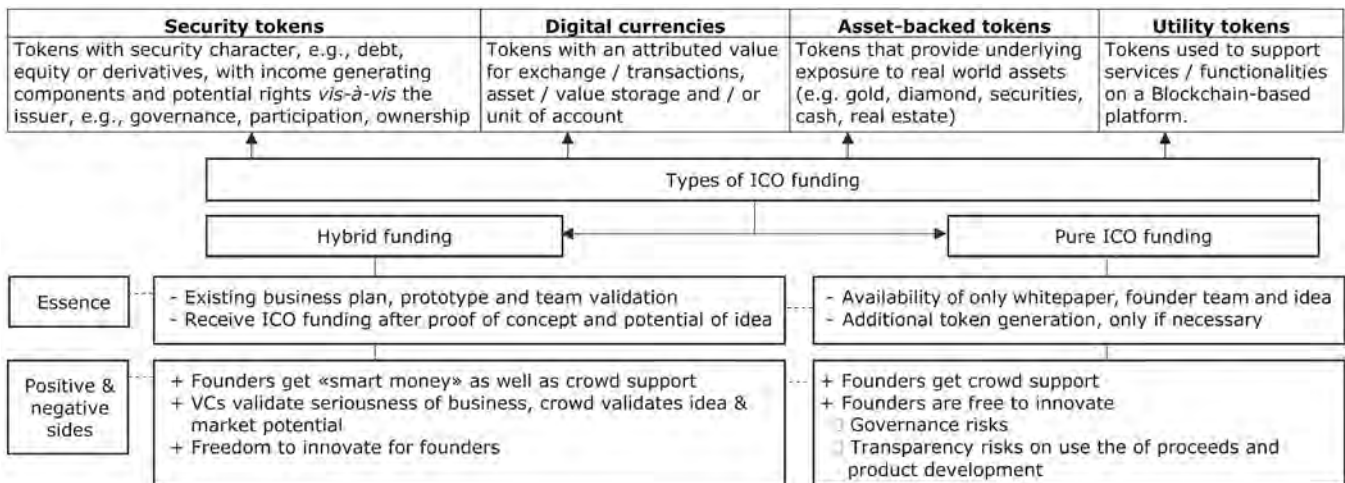 Security tokens
Tokens with security character, e.g., debt,
equity or derivatives, with income generating
components and potential rights vis-à-vis the
issuer, e.g., governance, participation, ownership
Digital currencies
Tokens with an attributed value
for exchange / transactions,
asset / value storage and / or
unit of account
Asset-backed tokens
Tokens that provide underlying
exposure to real world assets
(e.g. gold, diamond, securities,
cash, real estate)
Utility tokens
Tokens used to support
services / functionalities
on a Blockchain-based
platform.
Types of ICO funding
Hybrid funding
Pure ICO funding
Essence
- Existing business plan, prototype and team validation
- Receive ICO funding after proof of concept and potential of idea
- Availability of only whitepaper, founder team and idea
- Additional token generation, only if necessary
Positive &
negative
sides
+ Founders get «smart money» as well as crowd support
+ VCs validate seriousness of business, crowd validates idea &
market potential
+ Freedom to innovate for founders
+ Founders get crowd support
+ Founders are free to innovate
Governance risks
Transparency risks on use the of proceeds and
product development